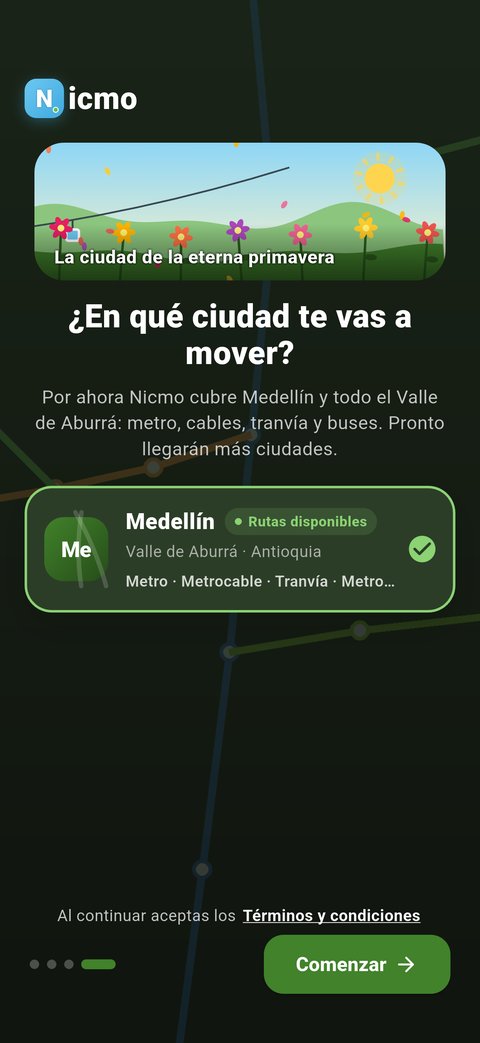 Nicmo
La ciudad de la eterna primavera
¿En qué ciudad te vas a
mover?
Por ahora Nicmo cubre Medellín y todo el Valle
de Aburrá: metro, cables, tranvía y buses. Pronto
llegarán más ciudades.
Me
Medellín
Rutas disponibles
Valle de Aburrá · Antioquia
Metro · Metrocable · Tranvía · Metro…
Al continuar aceptas los Términos y condiciones
Comenzar